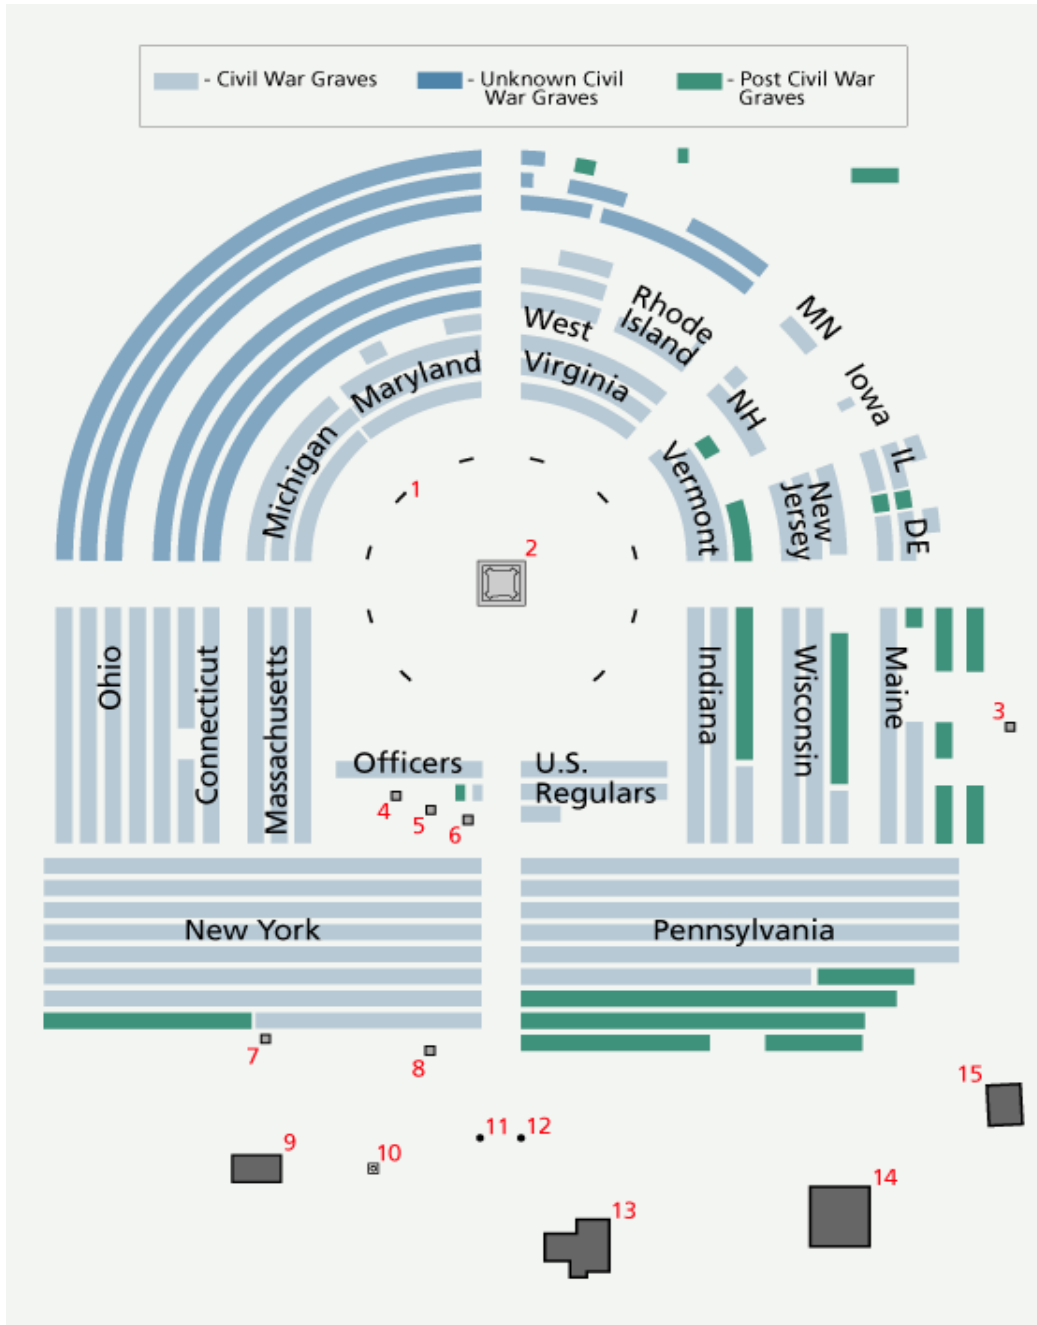 - Civil War Graves
- Unknown Civil
War Graves
- Post Civil War
Graves
MN
Rhode
Island
West
Virginia
Maryland
Iowa
NH
Michigan
Vermont
IL
New
Jersey
DE
1
2
Ohio
Connecticut
Massachusetts
Indiana
Wisconsin
Maine
3
Officers
U.S.
Regulars
4
5
6
New York
Pennsylvania
7
8
15
11
12
9
10
14
13